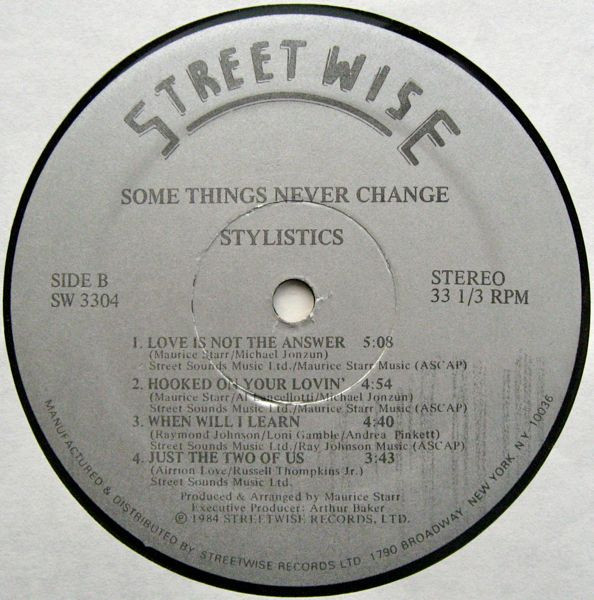 STREETWISE
SOME THINGS NEVER CHANGE
STYLISTICS
SIDE B
SW 3304
STEREO
33 1/3 RPM
1. LOVE IS NOT THE ANSWER 5:08
(Maurice Starr/Michael Jonzun)
Street Sounds Music Ltd./Maurice Starr Music (ASCAP)
2. HOOKED ON YOUR LOVIN' 4:54
(Maurice Starr/Al Lancellotti/Michael Jonzun)
Street Sounds Music Ltd./Maurice Starr Music (ASCAP)
3. WHEN WILL I LEARN 4:40
(Raymond Johnson/Loni Gamble/Andrea Pinkett)
Street Sounds Music Ltd./Ray Johnson Music (ASCAP)
4. JUST THE TWO OF US 3:43
(Airrion Love/Russell Thompkins Jr.)
Street Sounds Music Ltd.
Produced & Arranged by Maurice Starr
Executive Producer: Arthur Baker
℗ © 1984 STREETWISE RECORDS, LTD.
MANUFACTURED & DISTRIBUTED BY STREETWISE RECORDS LTD. 1790 BROADWAY, NEW YORK, N.Y. 10036